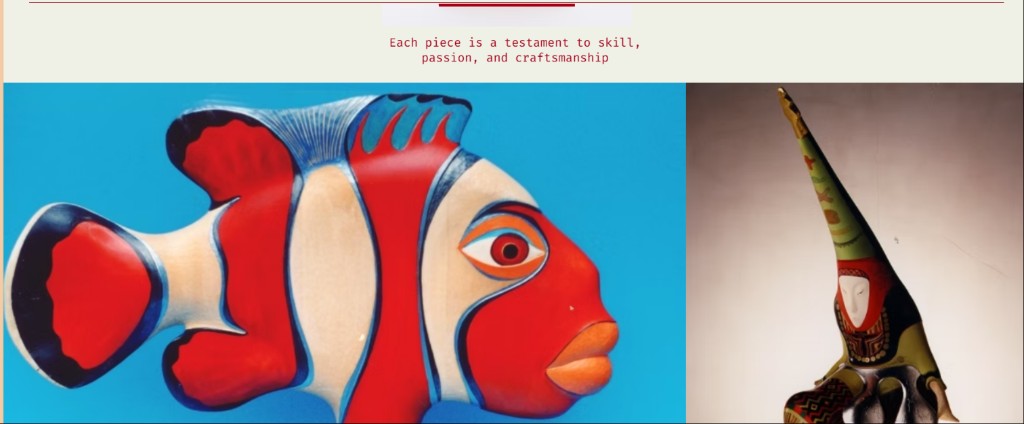 Each piece is a testament to skill,
passion, and craftsmanship